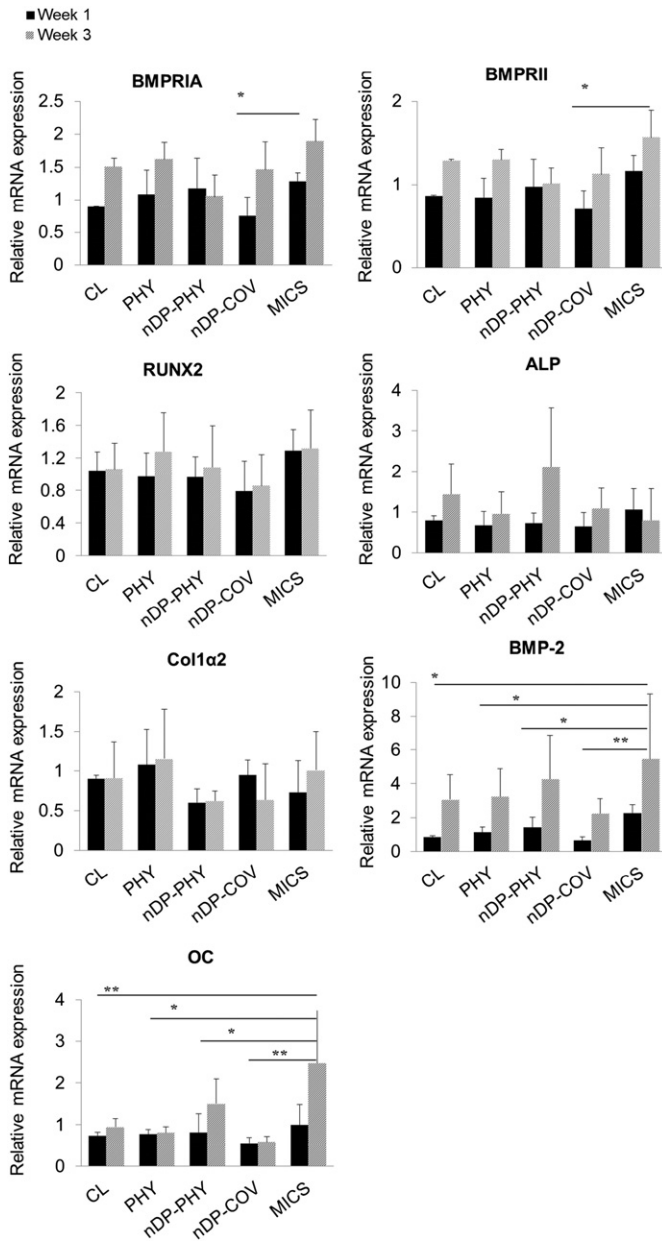 Week 1
Week 3
BMPRIA
Relative mRNA expression
2.5
2
1.5
1
0.5
0
*
CL
PHY
nDP-PHY
nDP-COV
MICS
BMPRII
Relative mRNA expression
2
1
0
*
CL
PHY
nDP-PHY
nDP-COV
MICS
RUNX2
Relative mRNA expression
2
1.6
1.2
0.8
0.4
0
CL
PHY
nDP-PHY
nDP-COV
MICS
ALP
Relative mRNA expression
4
3
2
1
0
CL
PHY
nDP-PHY
nDP-COV
MICS
Col1α2
Relative mRNA expression
2
1.5
1
0.5
0
CL
PHY
nDP-PHY
nDP-COV
MICS
BMP-2
Relative mRNA expression
10
8
6
4
2
0
*
*
*
**
CL
PHY
nDP-PHY
nDP-COV
MICS
OC
Relative mRNA expression
4
3
2
1
0
**
*
*
**
CL
PHY
nDP-PHY
nDP-COV
MICS